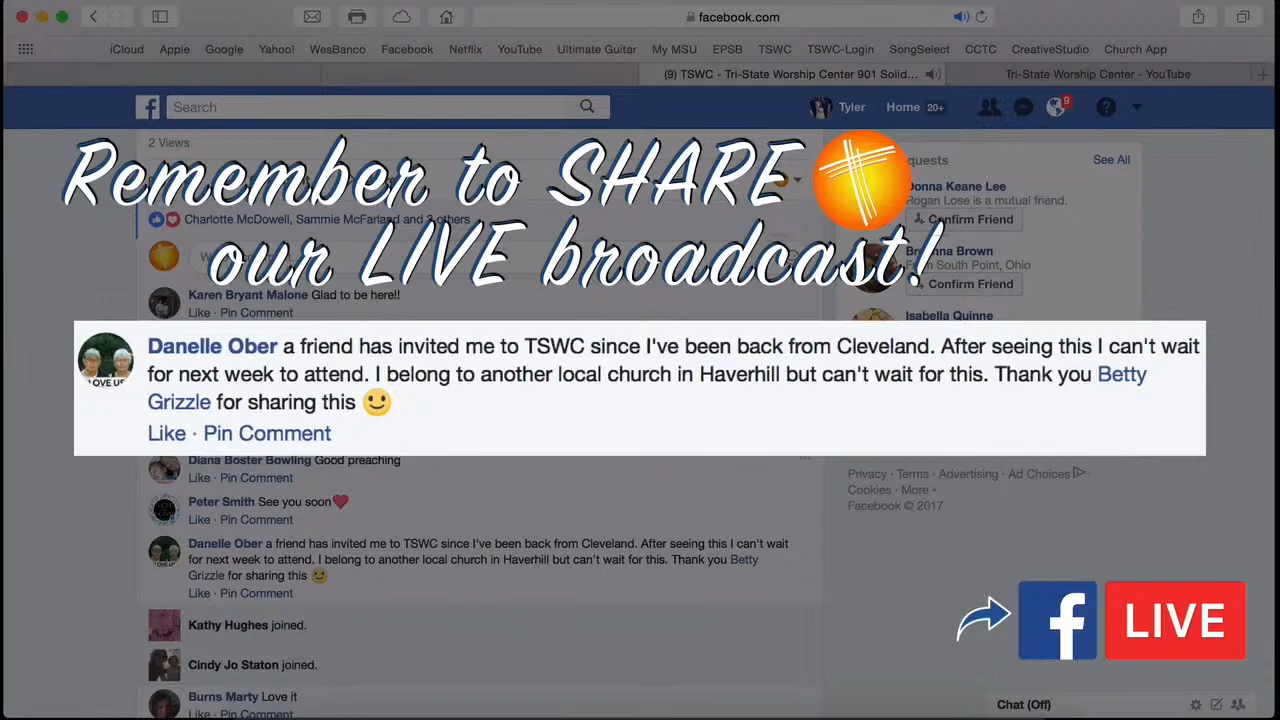 facebook.com
iCloud Apple Google Yahoo! WesBanco Facebook Netflix YouTube Ultimate Guitar My MSU EPSB TSWC TSWC-Login SongSelect CCTC CreativeStudio Church App
(9) TSWC - Tri-State Worship Center 901 Solid... Tri-State Worship Center - YouTube
f Search Tyler Home 20+ 9 ?
2 Views
Remember to SHARE
our LIVE broadcast!
See All
Charlotte McDowell, Sammie McFarland and 3 others
Karen Bryant Malone Glad to be here!!
Like · Pin Comment
Donna Keane Lee
Rogan Lose is a mutual friend.
Confirm Friend
Brown
From South Point, Ohio
Confirm Friend
Isabella Quinne
Danelle Ober a friend has invited me to TSWC since I've been back from Cleveland. After seeing this I can't wait
for next week to attend. I belong to another local church in Haverhill but can't wait for this. Thank you Betty
Grizzle for sharing this 🙂
Like · Pin Comment
Diana Boster Bowling Good preaching
Like · Pin Comment
Peter Smith See you soon❤
Like · Pin Comment
Danelle Ober a friend has invited me to TSWC since I've been back from Cleveland. After seeing this I can't wait
for next week to attend. I belong to another local church in Haverhill but can't wait for this. Thank you Betty
Grizzle for sharing this 🙂
Like · Pin Comment
Kathy Hughes joined.
Cindy Jo Staton joined.
Burns Marty Love it
Like · Pin Comment
Privacy · Terms · Advertising · Ad Choices
Cookies · More
Facebook © 2017
f LIVE
Chat (Off)